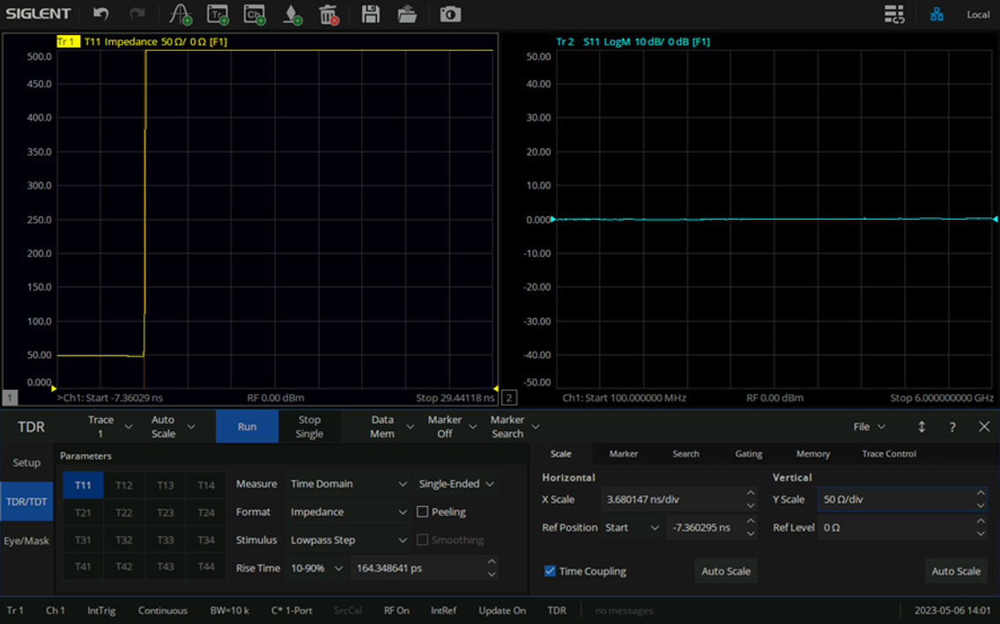 SIGLENT Tr Ch Local
Tr 1 T11 Impedance 50 Ω/ 0 Ω [F1]
500.0
450.0
400.0
350.0
300.0
250.0
200.0
150.0
100.0
50.00
0.000
1 >Ch1: Start -7.36029 ns RF 0.00 dBm Stop 29.44118 ns
Tr 2 S11 LogM 10 dB/ 0 dB [F1]
50.00
40.00
30.00
20.00
10.00
0.000
-10.00
-20.00
-30.00
-40.00
-50.00
2 Ch1: Start 100.000000 MHz RF 0.00 dBm Stop 6.000000000 GHz
TDR Trace 1 Auto Scale Run Stop Single Data Mem Marker Off Marker Search File ?
Setup
TDR/TDT
Eye/Mask
Parameters
T11 T12 T13 T14
T21 T22 T23 T24
T31 T32 T33 T34
T41 T42 T43 T44
Measure Time Domain Single-Ended
Format Impedance Peeling
Stimulus Lowpass Step Smoothing
Rise Time 10-90% 164.348641 ps
Scale Marker Search Gating Memory Trace Control
Horizontal Vertical
X Scale 3.680147 ns/div Y Scale 50 Ω/div
Ref Position Start -7.360295 ns Ref Level 0 Ω
Time Coupling Auto Scale Auto Scale
Tr 1 Ch 1 IntTrig Continuous BW=10 k C* 1-Port SrcCal RF On IntRef Update On TDR no messages 2023-05-06 14:01